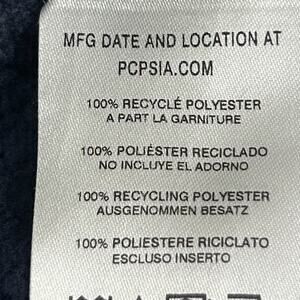 MFG DATE AND LOCATION AT
PCPSIA.COM
100% RECYCLÉ POLYESTER
A PART LA GARNITURE
100% POLIÉSTER RECICLADO
NO INCLUYE EL ADORNO
100% RECYCLING POLYESTER
AUSGENOMMEN BESATZ
100% POLIESTERE RICICLATO
ESCLUSO INSERTO